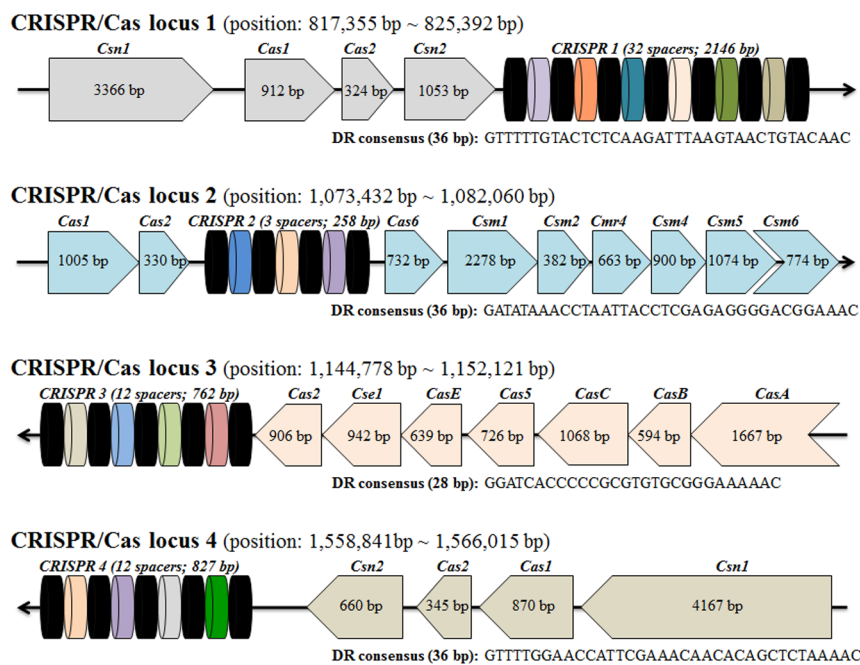 CRISPR/Cas locus 1 (position: 817,355 bp ~ 825,392 bp)
Csn1 Cas1 Cas2 Csn2 CRISPR 1 (32 spacers; 2146 bp)
3366 bp 912 bp 324 bp 1053 bp
DR consensus (36 bp): GTTTTTGTACTCTCAAGATTTAAGTAACTGTACAAC
CRISPR/Cas locus 2 (position: 1,073,432 bp ~ 1,082,060 bp)
Cas1 Cas2 CRISPR 2 (3 spacers; 258 bp) Cas6 Csm1 Csm2 Cmr4 Csm4 Csm5 Csm6
1005 bp 330 bp 732 bp 2278 bp 382 bp 663 bp 900 bp 1074 bp 774 bp
DR consensus (36 bp): GATATAAACCTAATTACCTCGAGAGGGGACGGAAAC
CRISPR/Cas locus 3 (position: 1,144,778 bp ~ 1,152,121 bp)
CRISPR 3 (12 spacers; 762 bp) Cas2 Cse1 CasE Cas5 CasC CasB CasA
906 bp 942 bp 639 bp 726 bp 1068 bp 594 bp 1667 bp
DR consensus (28 bp): GGATCACCCCCGCGTGTGCGGGAAAAAC
CRISPR/Cas locus 4 (position: 1,558,841bp ~ 1,566,015 bp)
CRISPR 4 (12 spacers; 827 bp) Csn2 Cas2 Cas1 Csn1
660 bp 345 bp 870 bp 4167 bp
DR consensus (36 bp): GTTTTGGAACCATTCGAAACAACACAGCTCTAAAAC